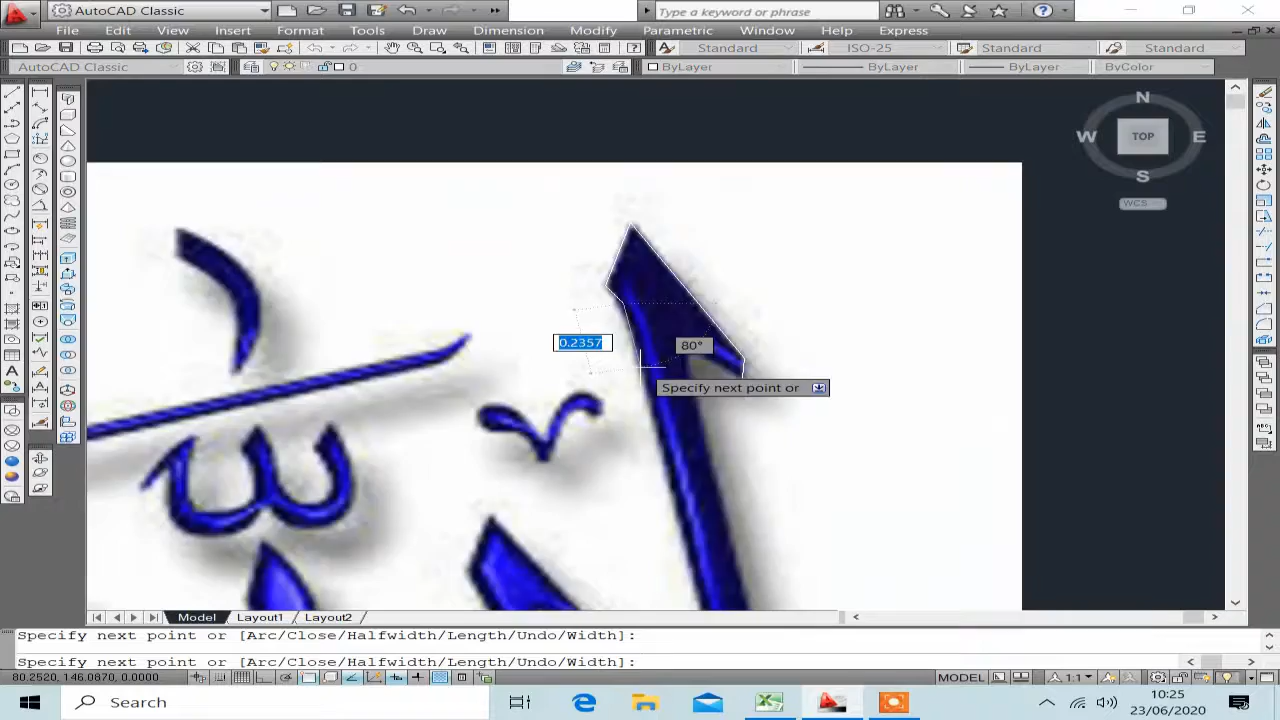 AutoCAD Classic
Type a keyword or phrase
File Edit View Insert Format Tools Draw Dimension Modify Parametric Window Help Express
Standard ISO-25 Standard Standard
AutoCAD Classic 0 ByLayer ByLayer ByLayer ByColor
N
W TOP E
S
WCS
0.2357 80°
Specify next point or
Model Layout1 Layout2
Specify next point or [Arc/Close/Halfwidth/Length/Undo/Width]:
Specify next point or [Arc/Close/Halfwidth/Length/Undo/Width]:
80.2520, 146.0870, 0.0000 MODEL 1:1
Search
10:25
23/06/2020